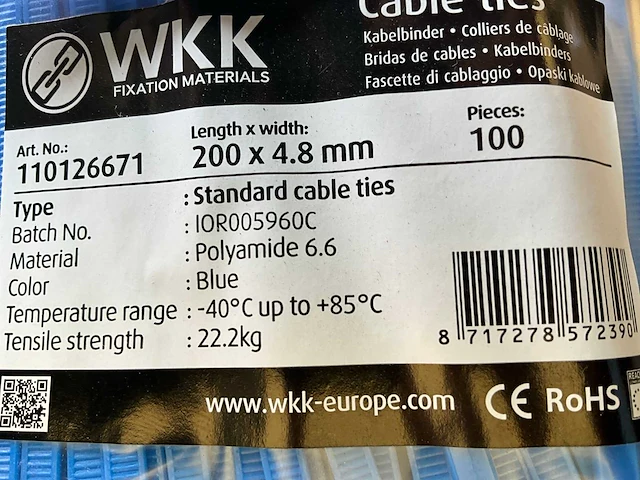 Cable ties
WKK
FIXATION MATERIALS
Kabelbinder • Colliers de câblage
Bridas de cables • Kabelbinders
Fascette di cablaggio • Opaski kablowe
Art. No.:
110126671
Length x width:
200 x 4.8 mm
Pieces:
100
Type : Standard cable ties
Batch No. : IOR005960C
Material : Polyamide 6.6
Color : Blue
Temperature range : -40°C up to +85°C
Tensile strength : 22.2kg
8 717278 572390
www.wkk-europe.com CE RoHS REACH